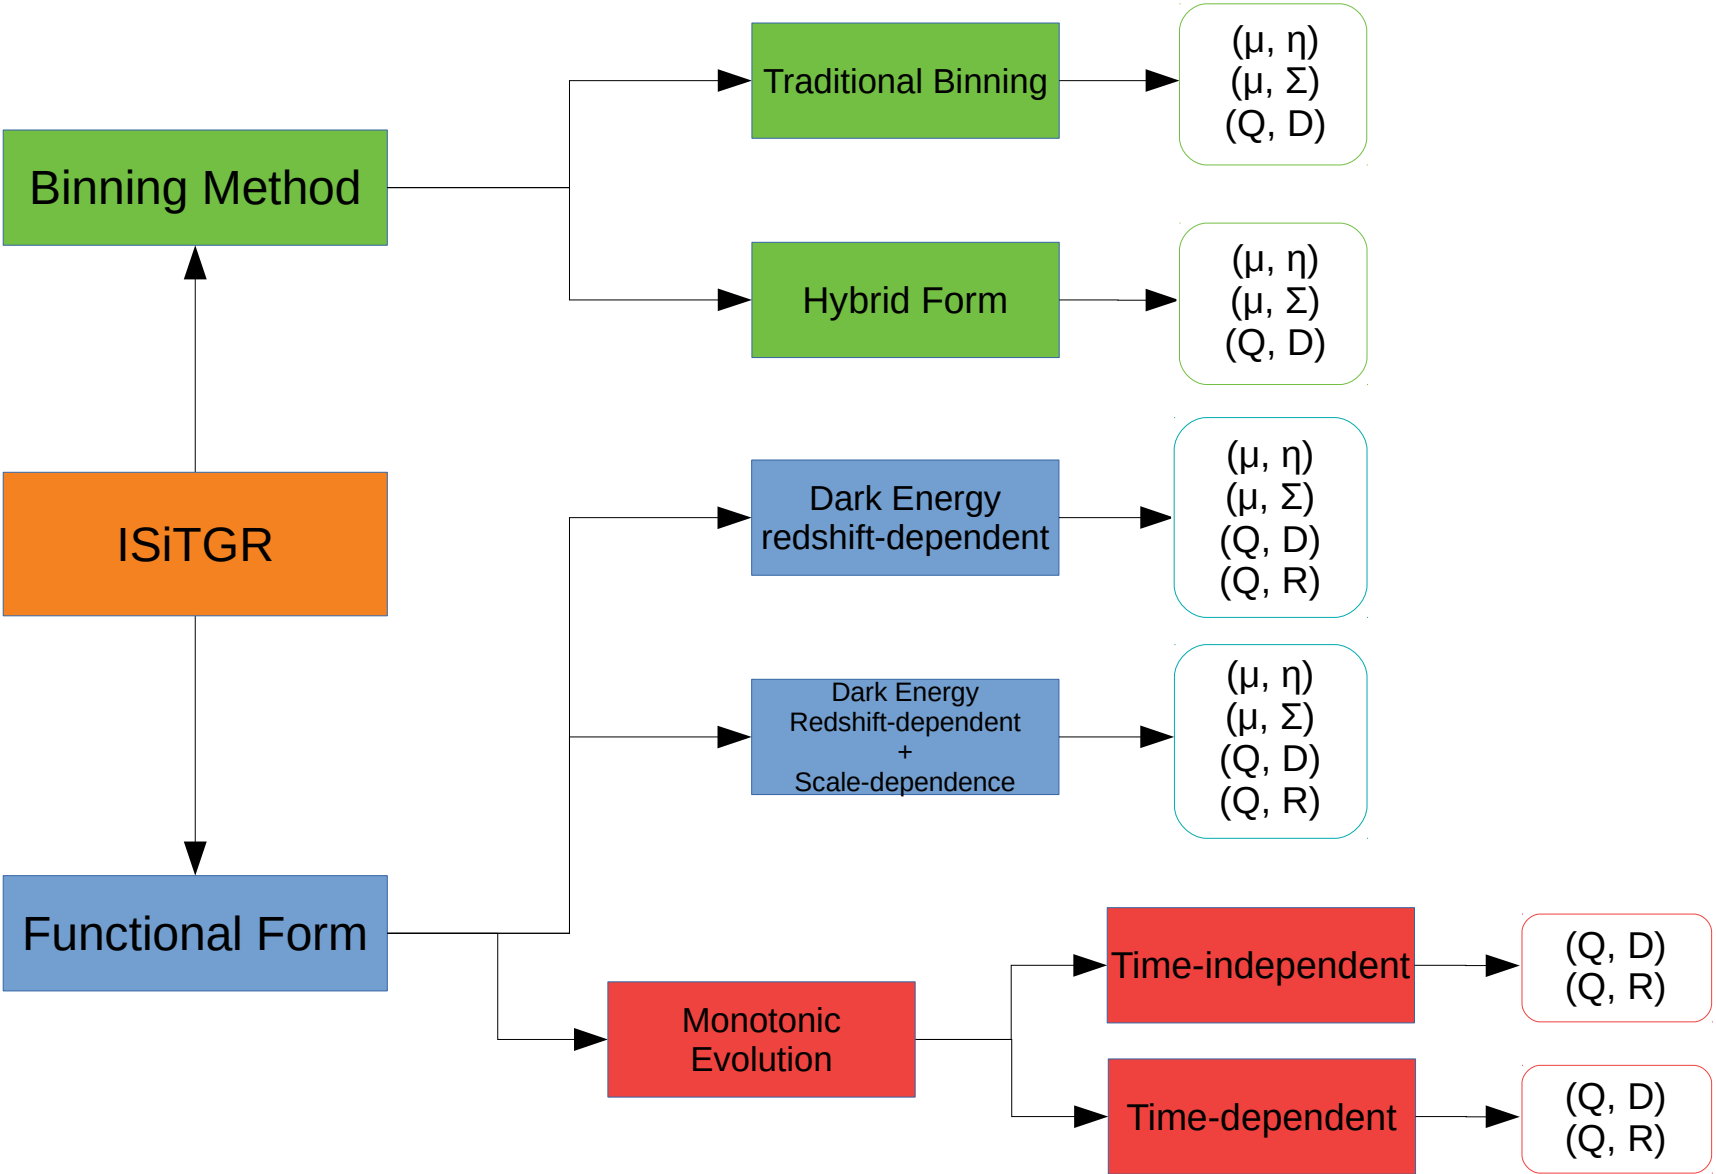 Traditional Binning
(μ, η)
(μ, Σ)
(Q, D)
Binning Method
Hybrid Form
(μ, η)
(μ, Σ)
(Q, D)
ISiTGR
Dark Energy
redshift-dependent
(μ, η)
(μ, Σ)
(Q, D)
(Q, R)
Dark Energy
Redshift-dependent
+
Scale-dependence
(μ, η)
(μ, Σ)
(Q, D)
(Q, R)
Functional Form
Monotonic
Evolution
Time-independent
(Q, D)
(Q, R)
Time-dependent
(Q, D)
(Q, R)